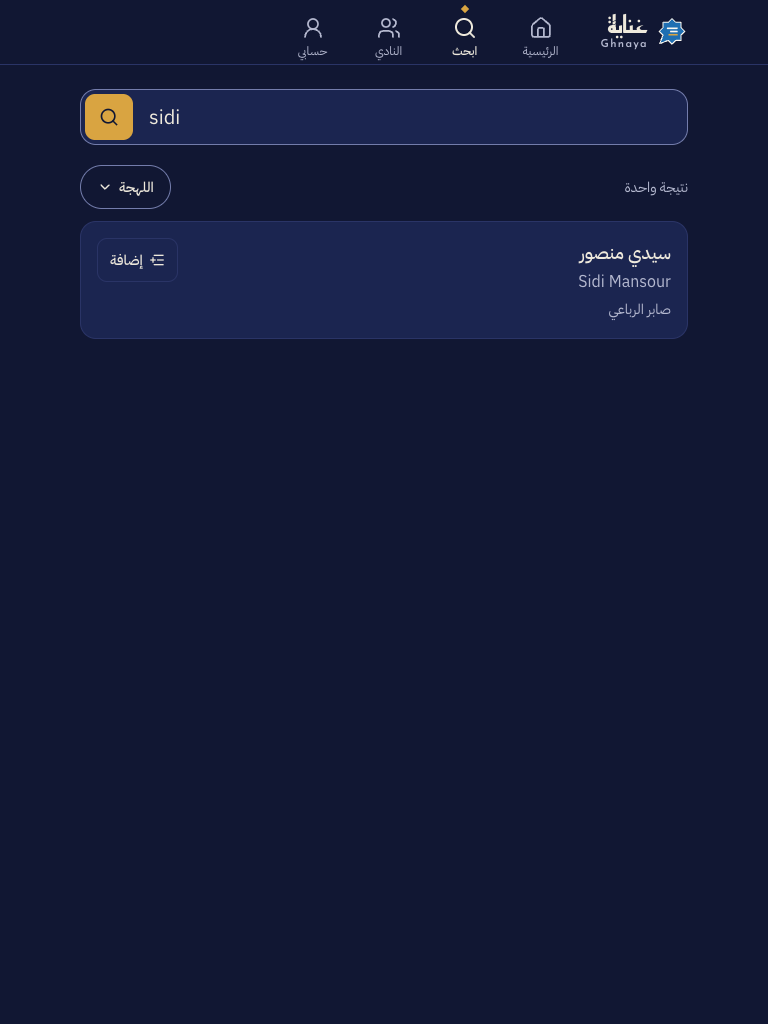 غناية
Ghnaya
الرئيسية
ابحث
النادي
حسابي
sidi
نتيجة واحدة
اللهجة
سيدي منصور
Sidi Mansour
صابر الرباعي
إضافة